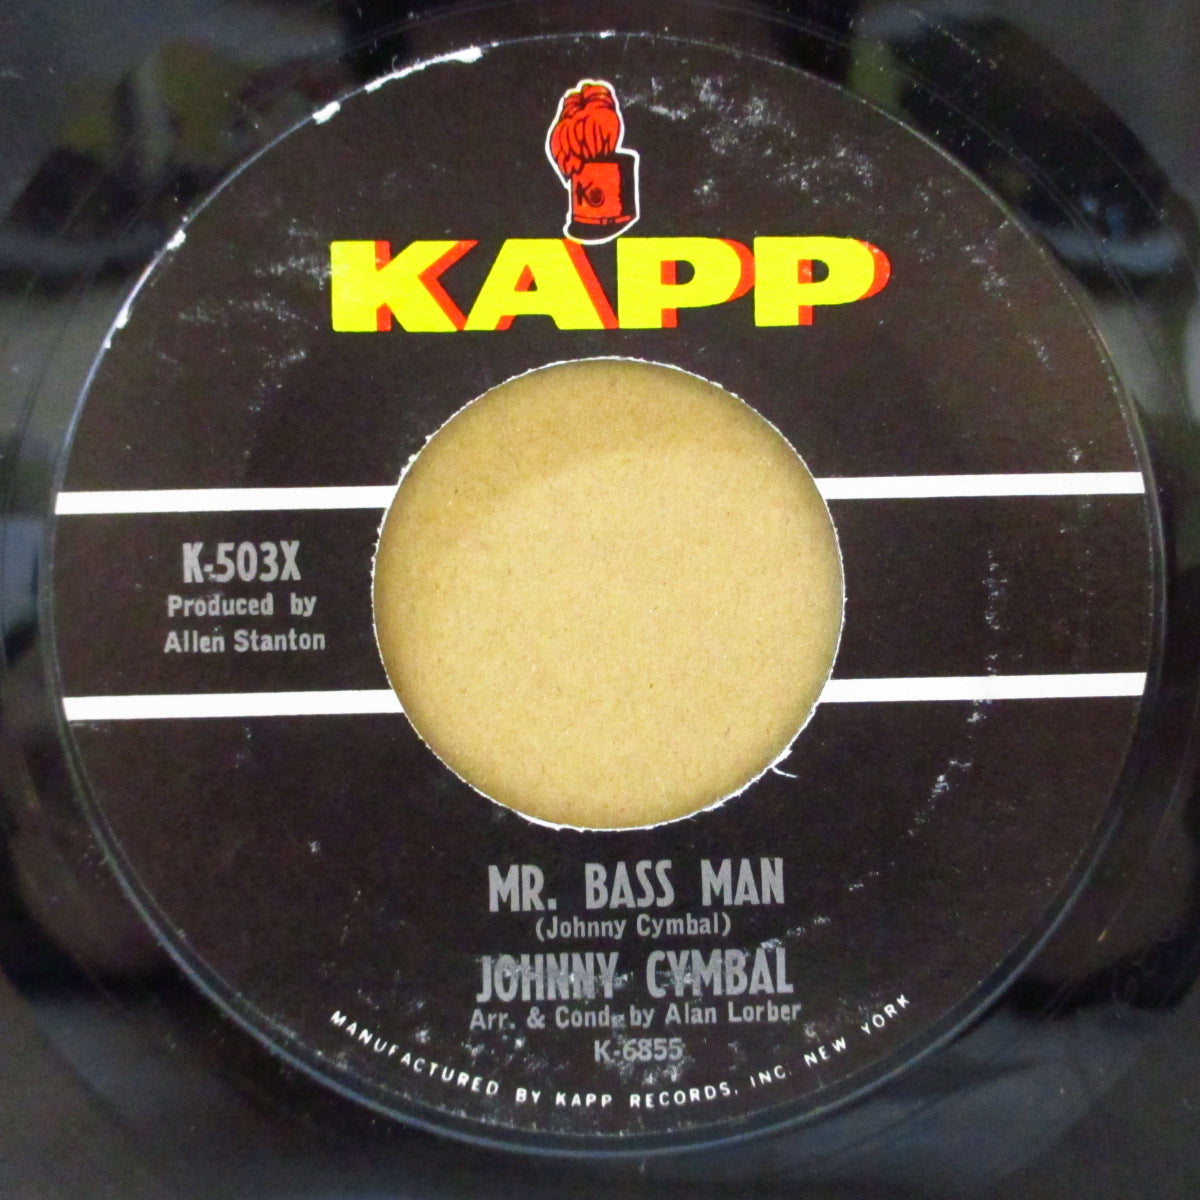 KAPP
K-503X
Produced by
Allen Stanton
MR. BASS MAN
(Johnny Cymbal)
JOHNNY CYMBAL
Arr. & Cond. by Alan Lorber
K-6855
MANUFACTURED BY KAPP RECORDS, INC. NEW YORK